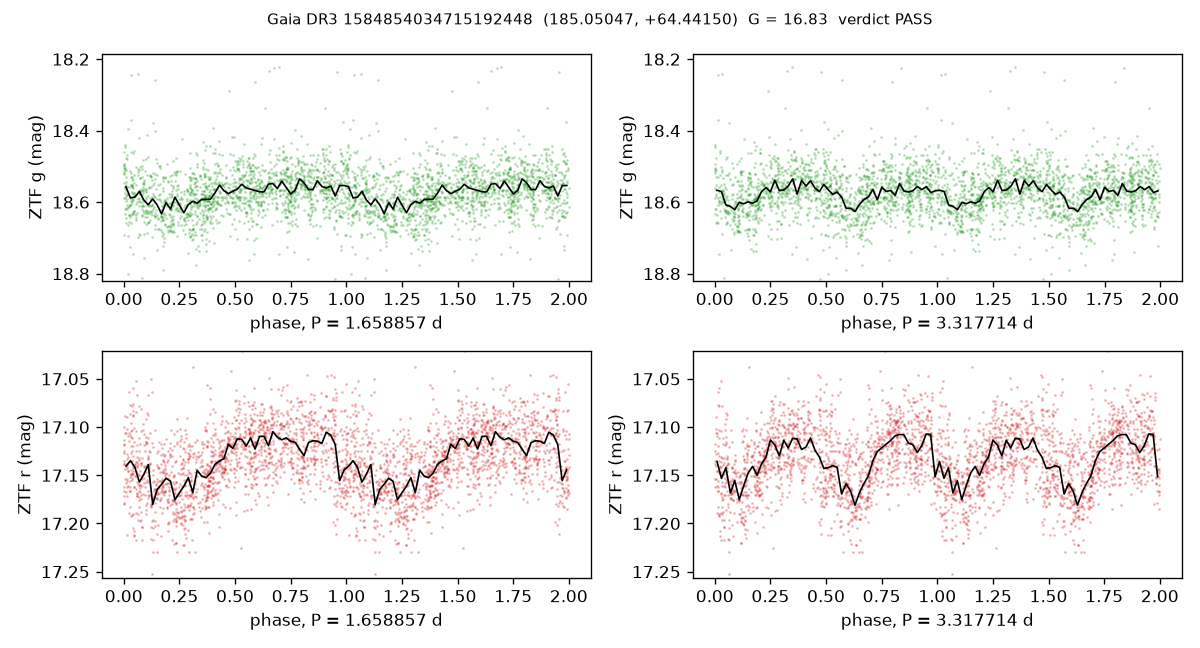 Gaia DR3 1584854034715192448 (185.05047, +64.44150) G = 16.83 verdict PASS
ZTF g (mag)
18.2
18.4
18.6
18.8
0.00 0.25 0.50 0.75 1.00 1.25 1.50 1.75 2.00
phase, P = 1.658857 d
ZTF g (mag)
18.2
18.4
18.6
18.8
0.00 0.25 0.50 0.75 1.00 1.25 1.50 1.75 2.00
phase, P = 3.317714 d
ZTF r (mag)
17.05
17.10
17.15
17.20
17.25
0.00 0.25 0.50 0.75 1.00 1.25 1.50 1.75 2.00
phase, P = 1.658857 d
ZTF r (mag)
17.05
17.10
17.15
17.20
17.25
0.00 0.25 0.50 0.75 1.00 1.25 1.50 1.75 2.00
phase, P = 3.317714 d